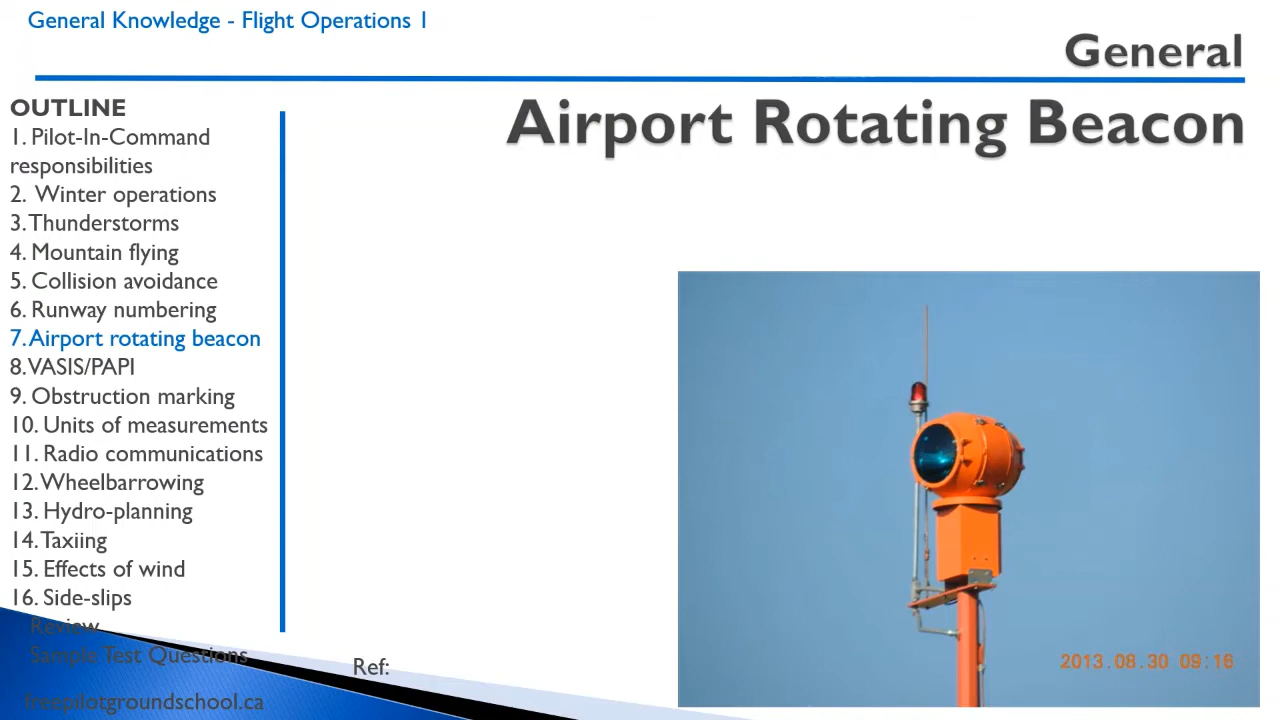 General Knowledge - Flight Operations 1
General
Airport Rotating Beacon
OUTLINE
1. Pilot-In-Command
responsibilities
2. Winter operations
3. Thunderstorms
4. Mountain flying
5. Collision avoidance
6. Runway numbering
7. Airport rotating beacon
8. VASIS/PAPI
9. Obstruction marking
10. Units of measurements
11. Radio communications
12. Wheelbarrowing
13. Hydro-planning
14. Taxiing
15. Effects of wind
16. Side-slips
Review
Sample Test Questions
freepilotgroundschool.ca
Ref:
2013.08.30 09:16